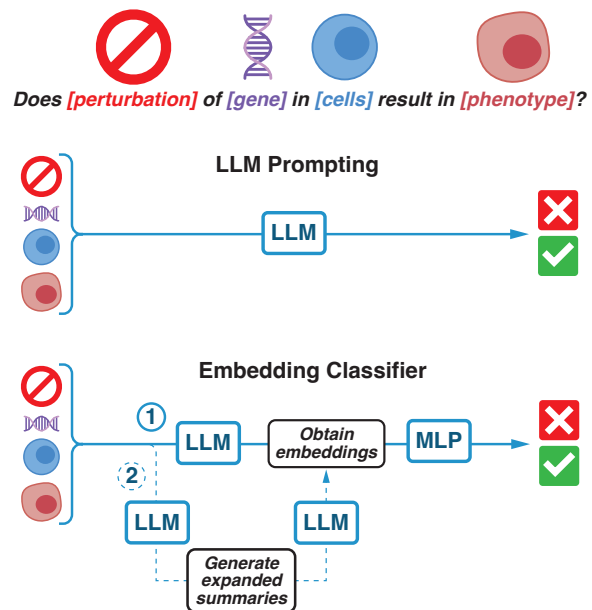 Does [perturbation] of [gene] in [cells] result in [phenotype]?
LLM Prompting
LLM
Embedding Classifier
1
LLM
Obtain
embeddings
MLP
2
LLM
LLM
Generate
expanded
summaries